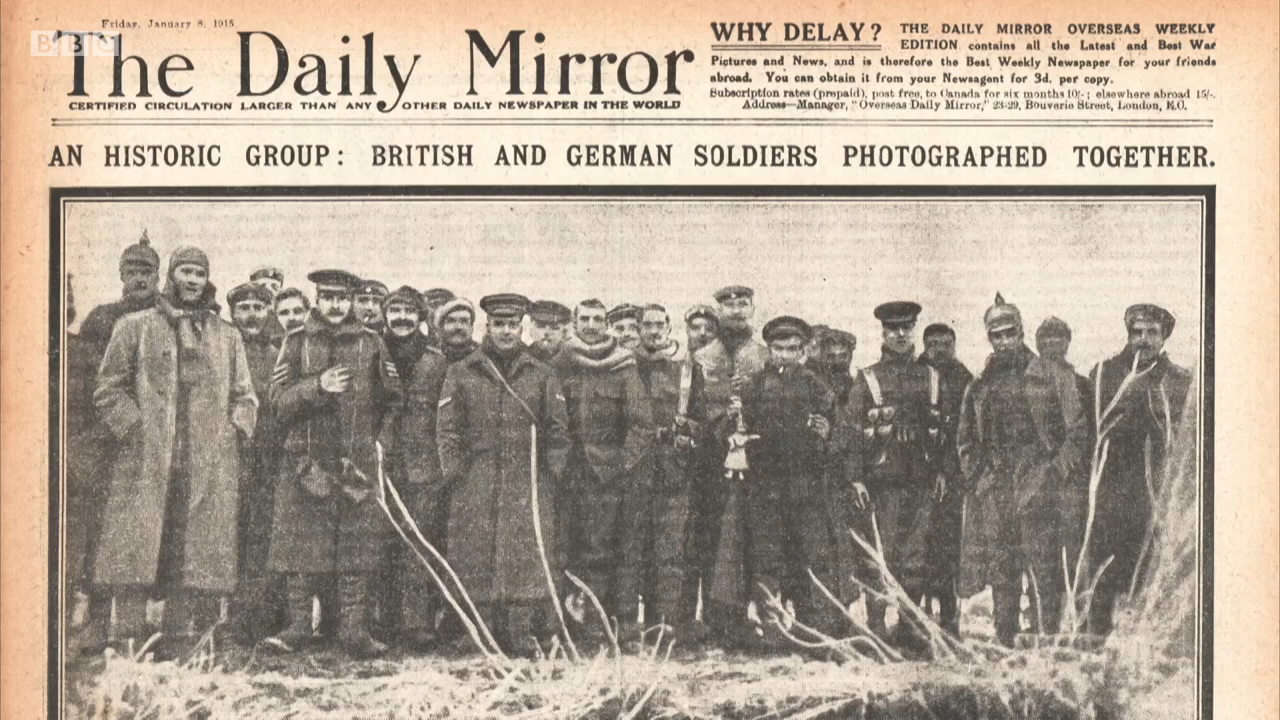 Friday, January 8, 1915.
BBC
The Daily Mirror
CERTIFIED CIRCULATION LARGER THAN ANY OTHER DAILY NEWSPAPER IN THE WORLD
WHY DELAY? THE DAILY MIRROR OVERSEAS WEEKLY
EDITION contains all the Latest and Best War
Pictures and News, and is therefore the Best Weekly Newspaper for your friends
abroad. You can obtain it from your Newsagent for 3d. per copy.
Subscription rates (prepaid), post free, to Canada for six months 10/-; elsewhere abroad 15/-.
Address—Manager, "Overseas Daily Mirror," 23-29, Bouverie Street, London, E.C.
AN HISTORIC GROUP: BRITISH AND GERMAN SOLDIERS PHOTOGRAPHED TOGETHER.